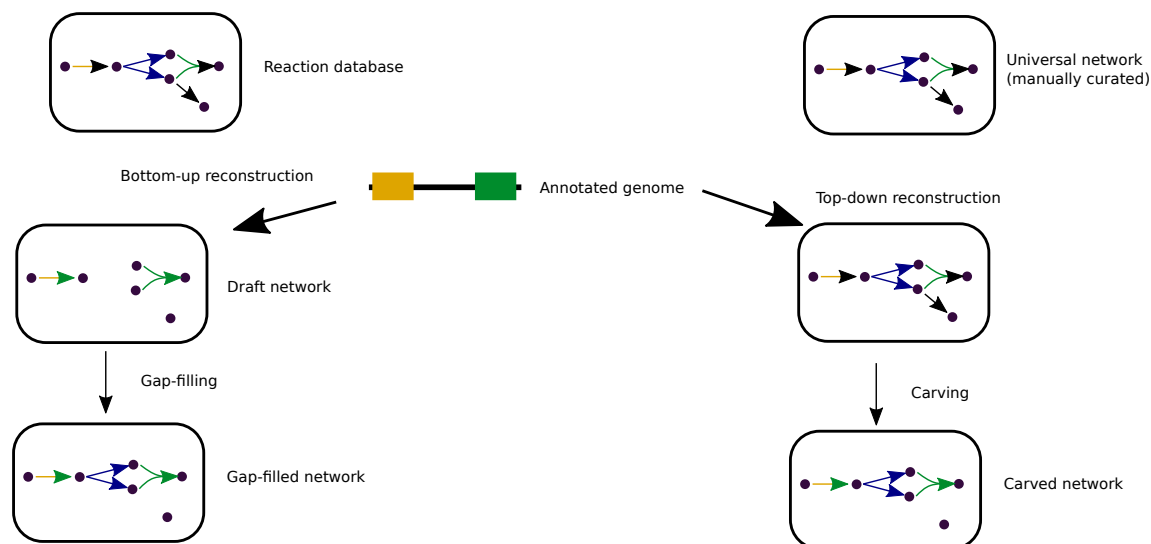 Reaction database
Universal network
(manually curated)
Bottom-up reconstruction
Annotated genome
Top-down reconstruction
Draft network
Gap-filling
Carving
Gap-filled network
Carved network